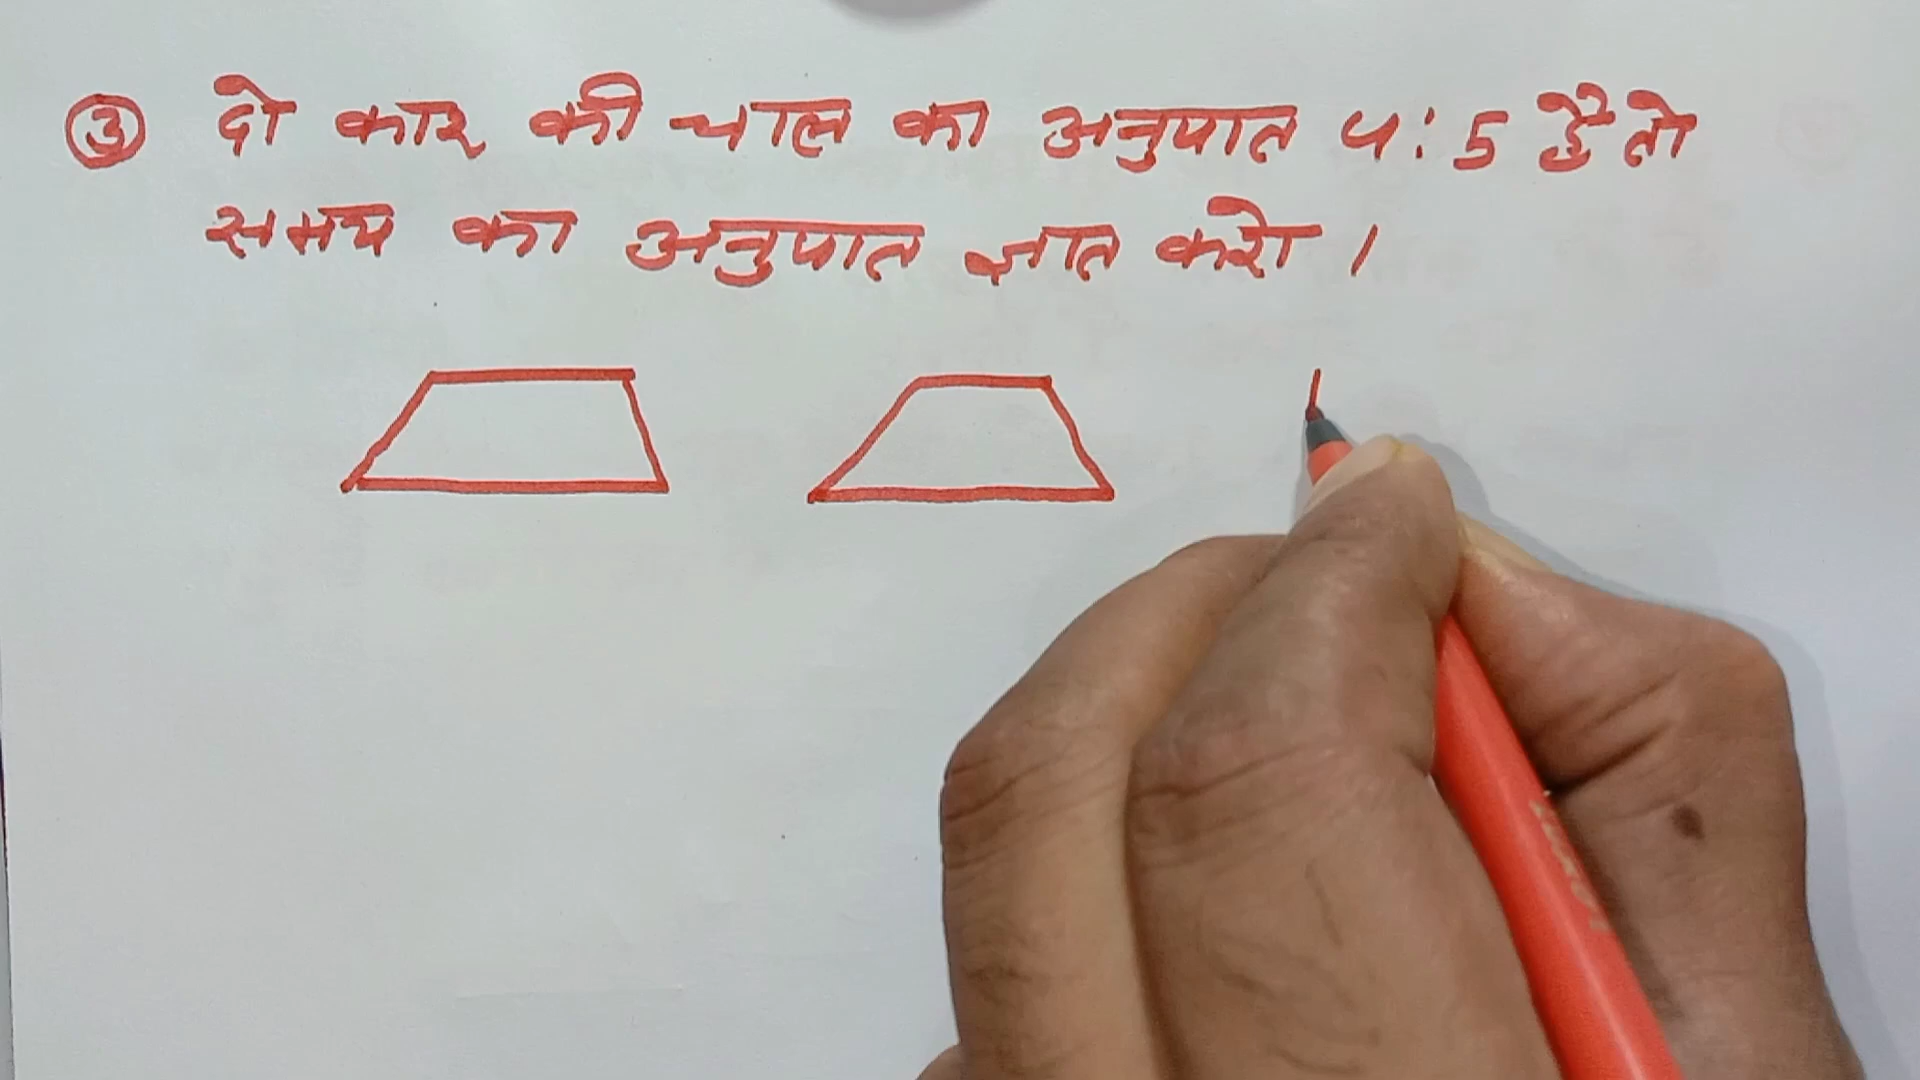 ③ दो कार की चाल का अनुपात 4:5 है तो
समय का अनुपात ज्ञात करो ।